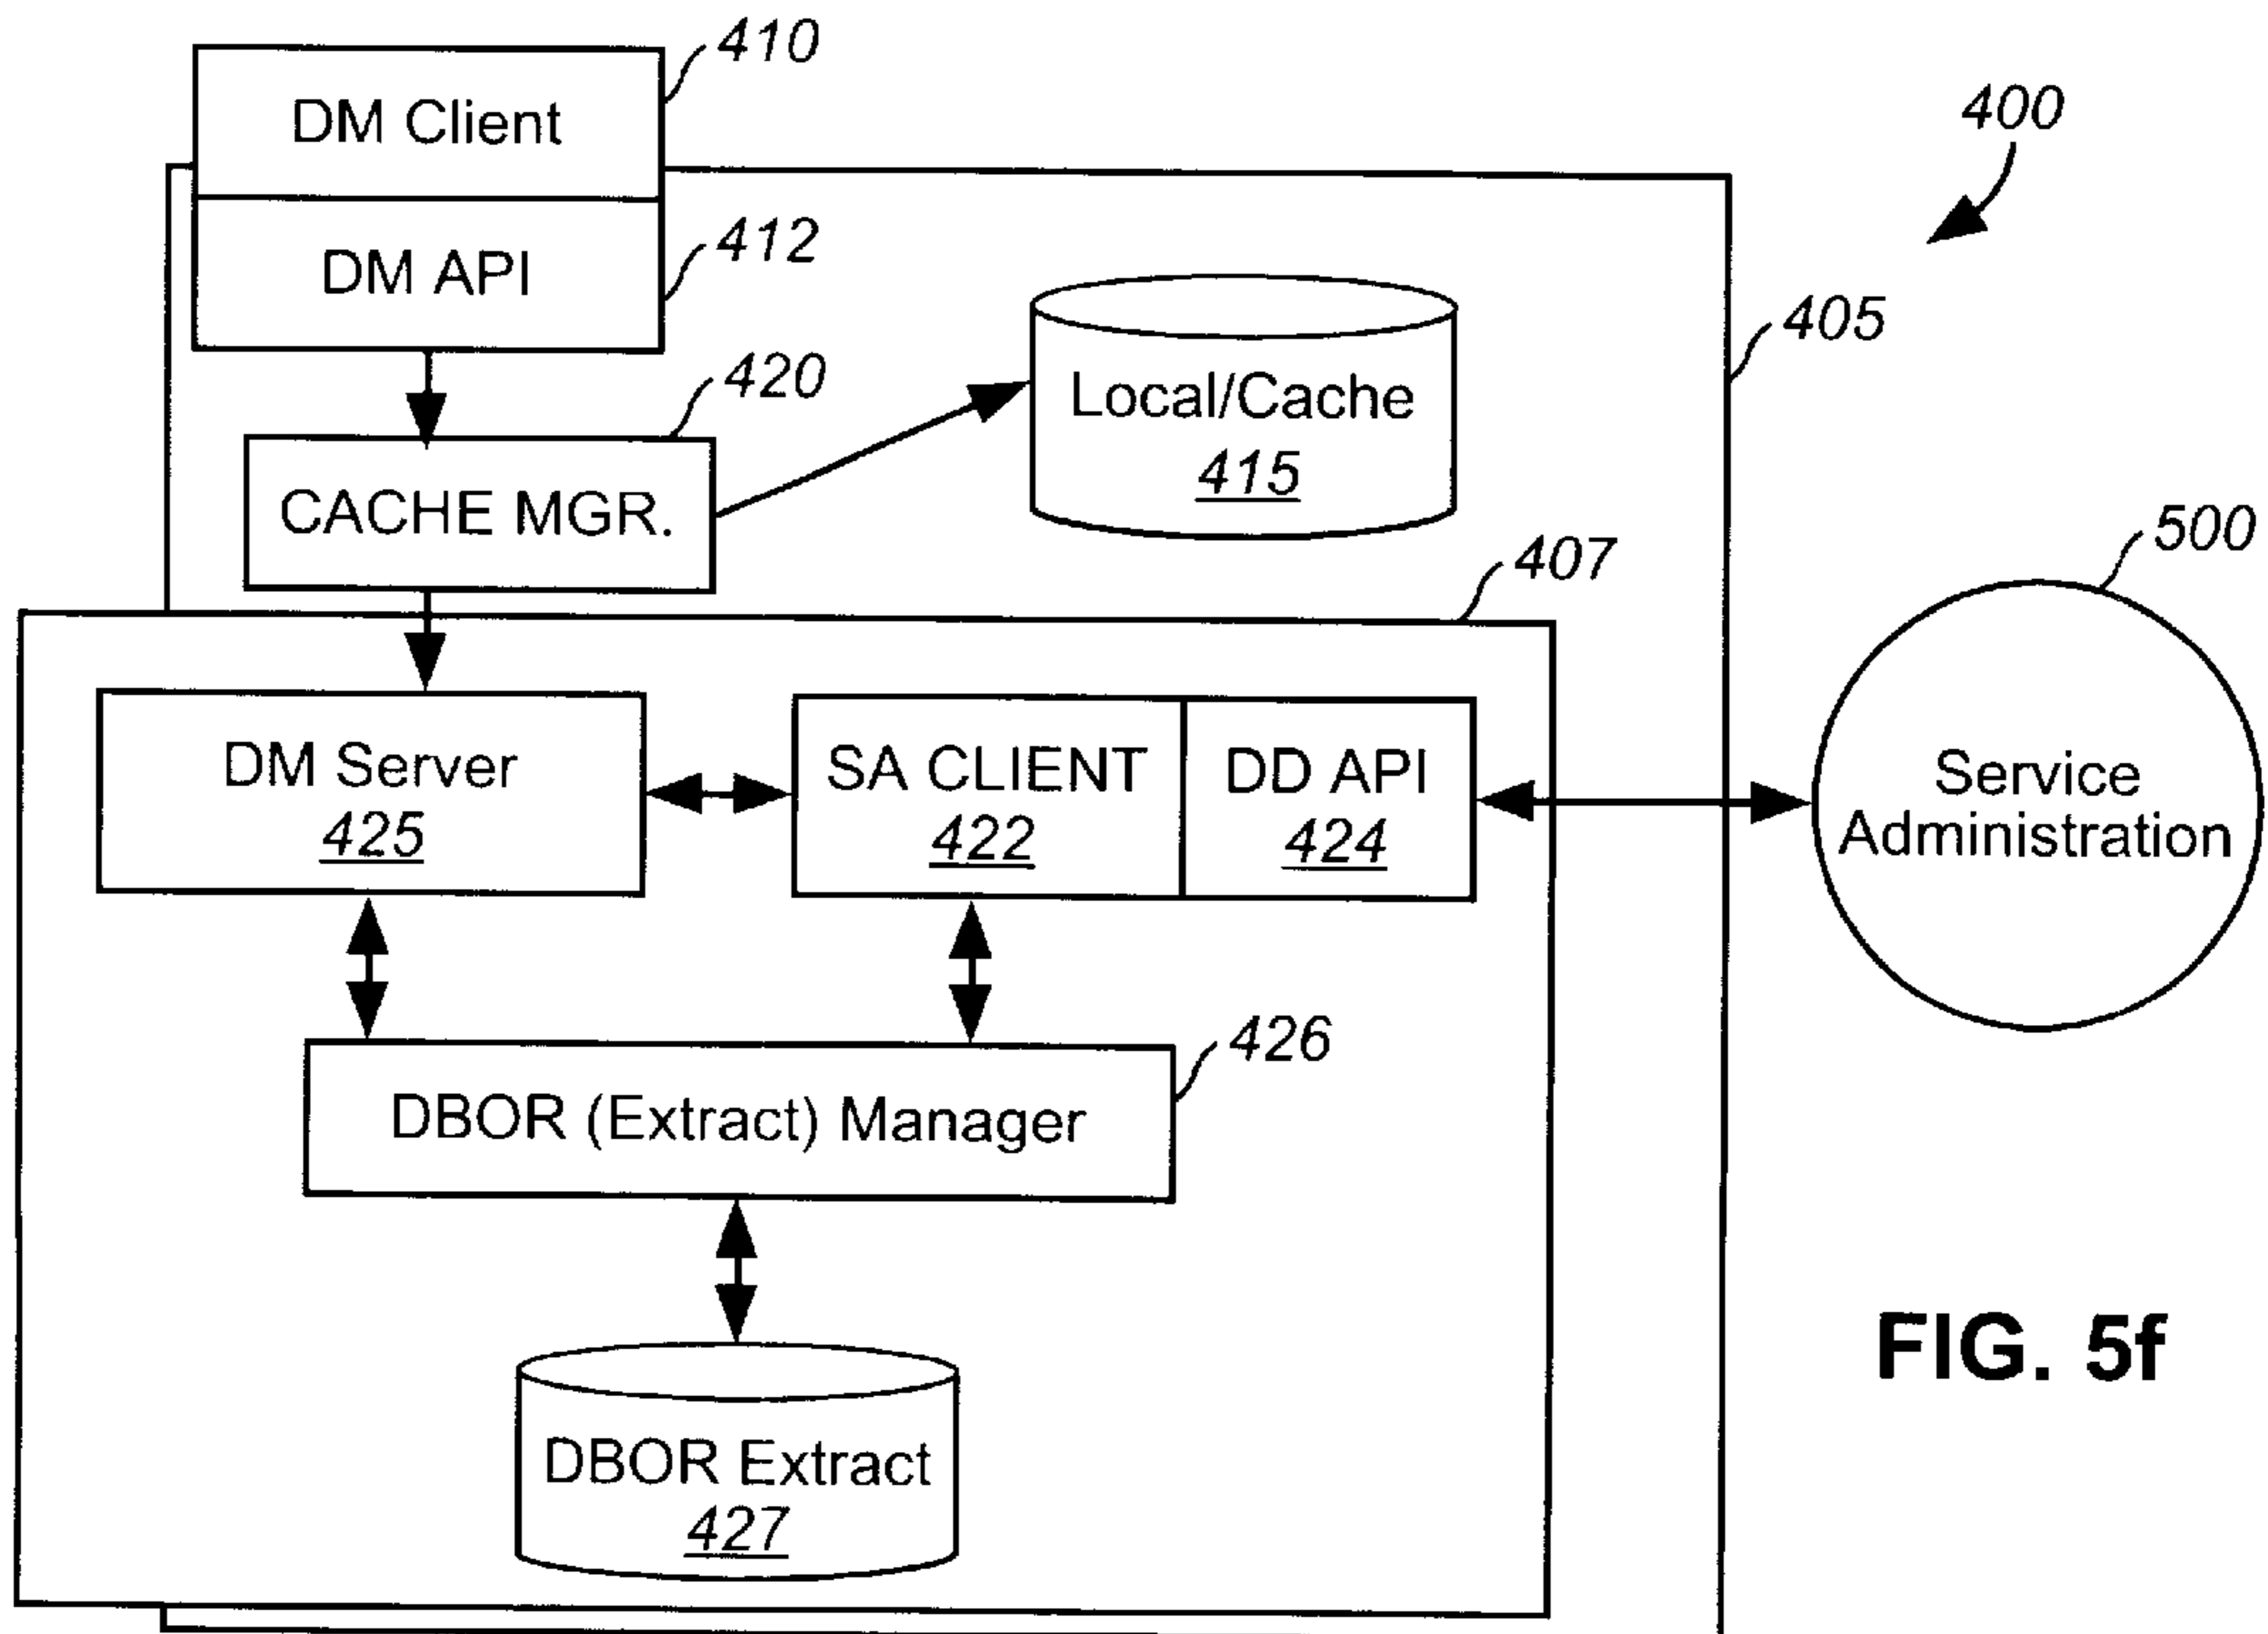 410
DM Client
400
DM API
412
405
420
Local/Cache
415
CACHE MGR.
407
500
DM Server
425
SA CLIENT
422
DD API
424
Service
Administration
426
DBOR (Extract) Manager
FIG. 5f
DBOR Extract
427